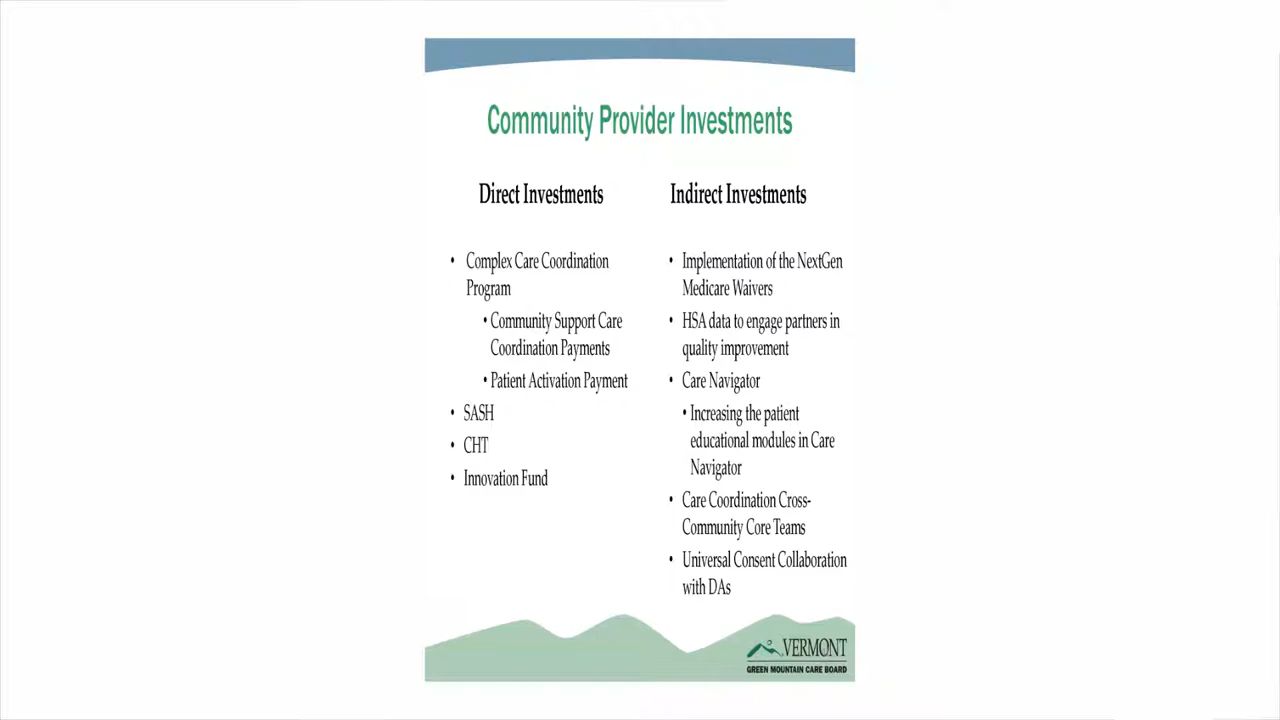 Community Provider Investments
Direct Investments
• Complex Care Coordination
Program
• Community Support Care
Coordination Payments
• Patient Activation Payment
• SASH
• CHT
• Innovation Fund
Indirect Investments
• Implementation of the NextGen
Medicare Waivers
• HSA data to engage partners in
quality improvement
• Care Navigator
• Increasing the patient
educational modules in Care
Navigator
• Care Coordination Cross-
Community Core Teams
• Universal Consent Collaboration
with DAs
VERMONT
GREEN MOUNTAIN CARE BOARD